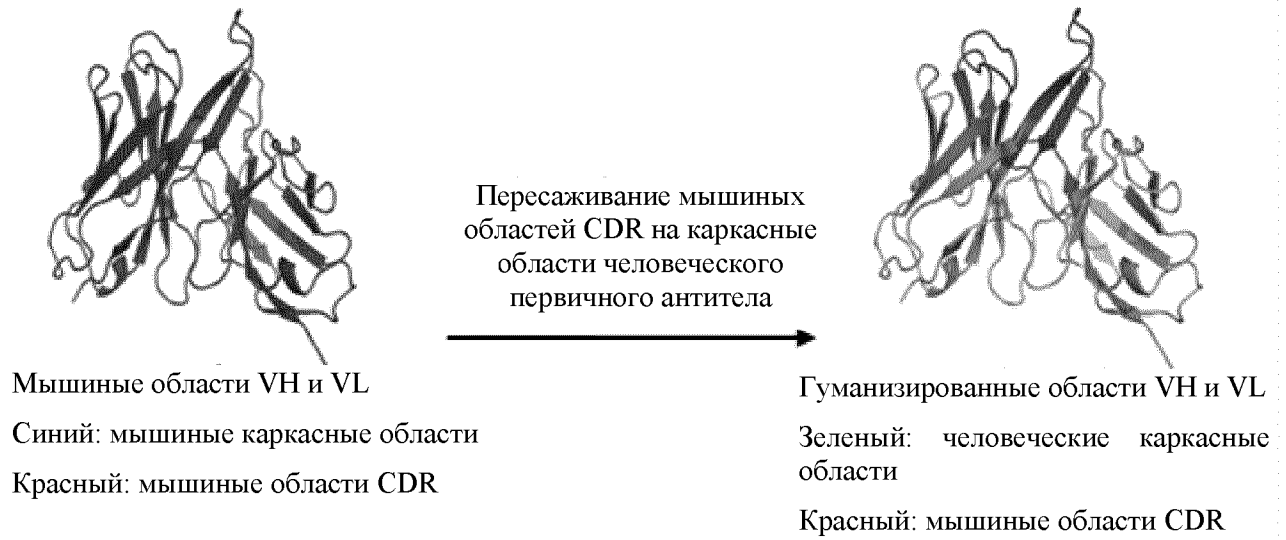 Пересаживание мышиных
областей CDR на каркасные
области человеческого
первичного антитела
Мышиные области VH и VL
Синий: мышиные каркасные области
Красный: мышиные области CDR
Гуманизированные области VH и VL
Зеленый: человеческие каркасные
области
Красный: мышиные области CDR